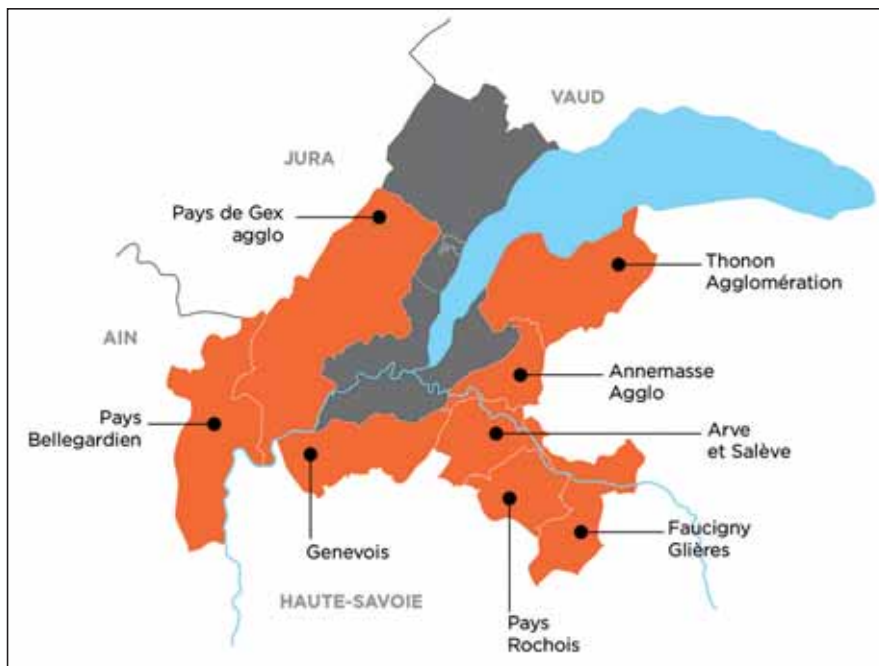 VAUD
JURA
Pays de Gex
agglo
Thonon
Agglomération
AIN
Annemasse
Agglo
Pays
Bellegardien
Arve
et Salève
Genevois
Faucigny
Glières
HAUTE-SAVOIE
Pays
Rochois